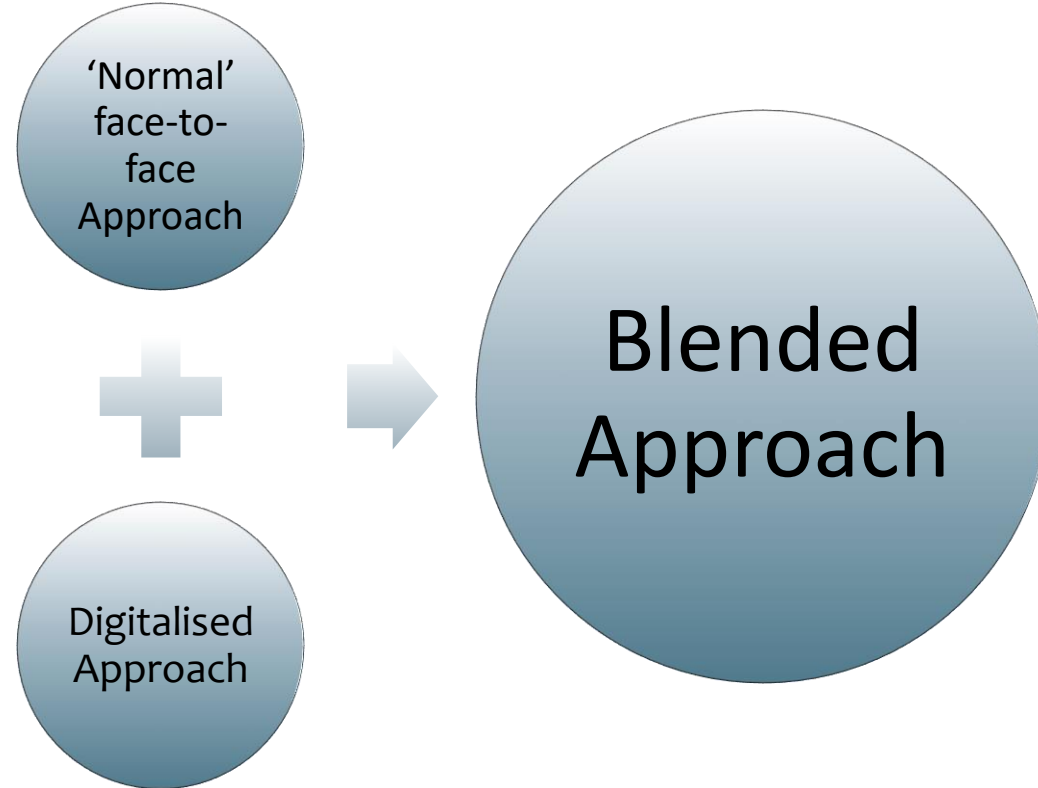 ‘Normal’
face-to-
face
Approach
Digitalised
Approach
Blended
Approach